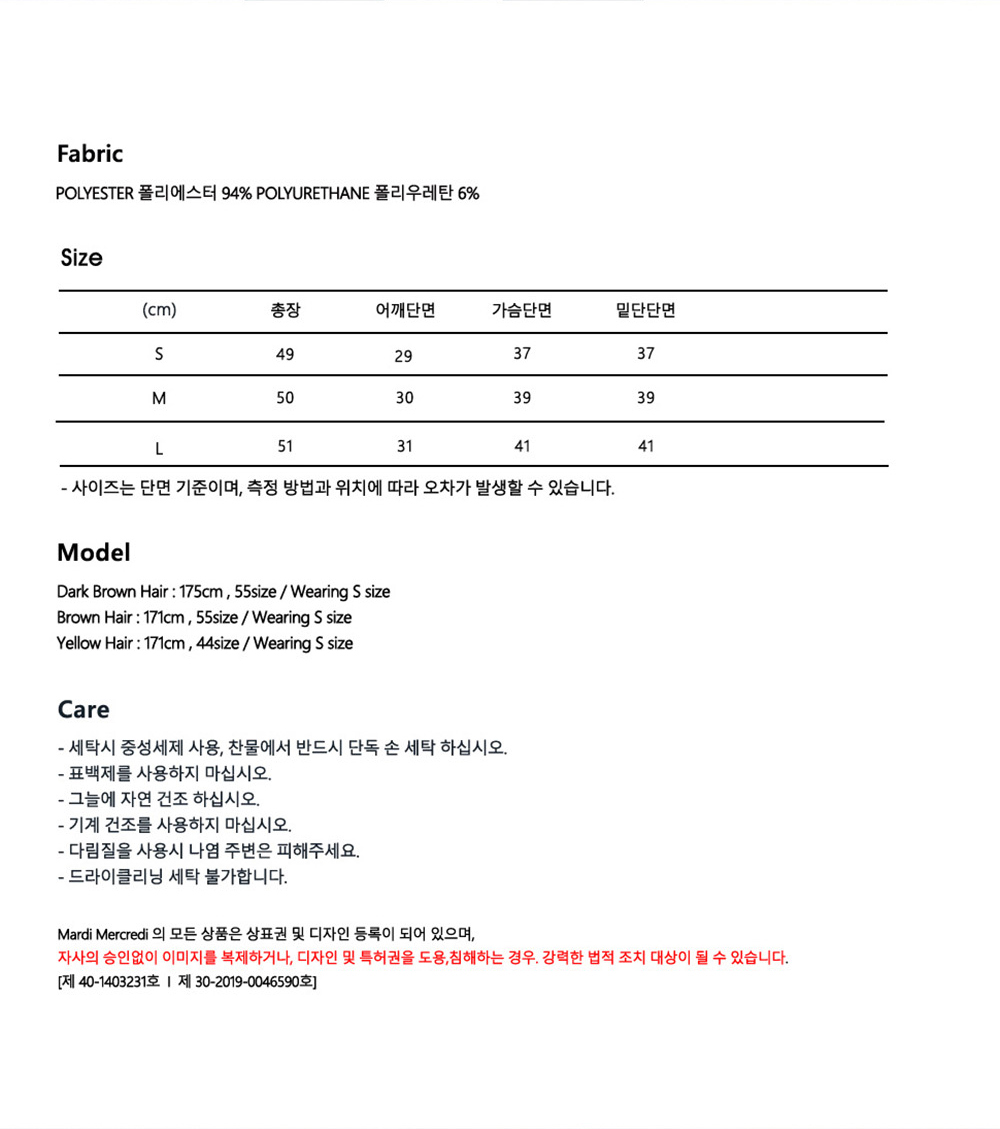 Fabric
POLYESTER 폴리에스터 94% POLYURETHANE 폴리우레탄 6%
Size
(cm) 총장 어깨단면 가슴단면 밑단단면
S 49 29 37 37
M 50 30 39 39
L 51 31 41 41
- 사이즈는 단면 기준이며, 측정 방법과 위치에 따라 오차가 발생할 수 있습니다.
Model
Dark Brown Hair : 175cm , 55size / Wearing S size
Brown Hair : 171cm , 55size / Wearing S size
Yellow Hair : 171cm , 44size / Wearing S size
Care
- 세탁시 중성세제 사용, 찬물에서 반드시 단독 손 세탁 하십시오.
- 표백제를 사용하지 마십시오.
- 그늘에 자연 건조 하십시오.
- 기계 건조를 사용하지 마십시오.
- 다림질을 사용시 나염 주변은 피해주세요.
- 드라이클리닝 세탁 불가합니다.
Mardi Mercredi 의 모든 상품은 상표권 및 디자인 등록이 되어 있으며,
자사의 승인없이 이미지를 복제하거나, 디자인 및 특허권을 도용,침해하는 경우. 강력한 법적 조치 대상이 될 수 있습니다.
[제 40-1403231호 I 제 30-2019-0046590호]